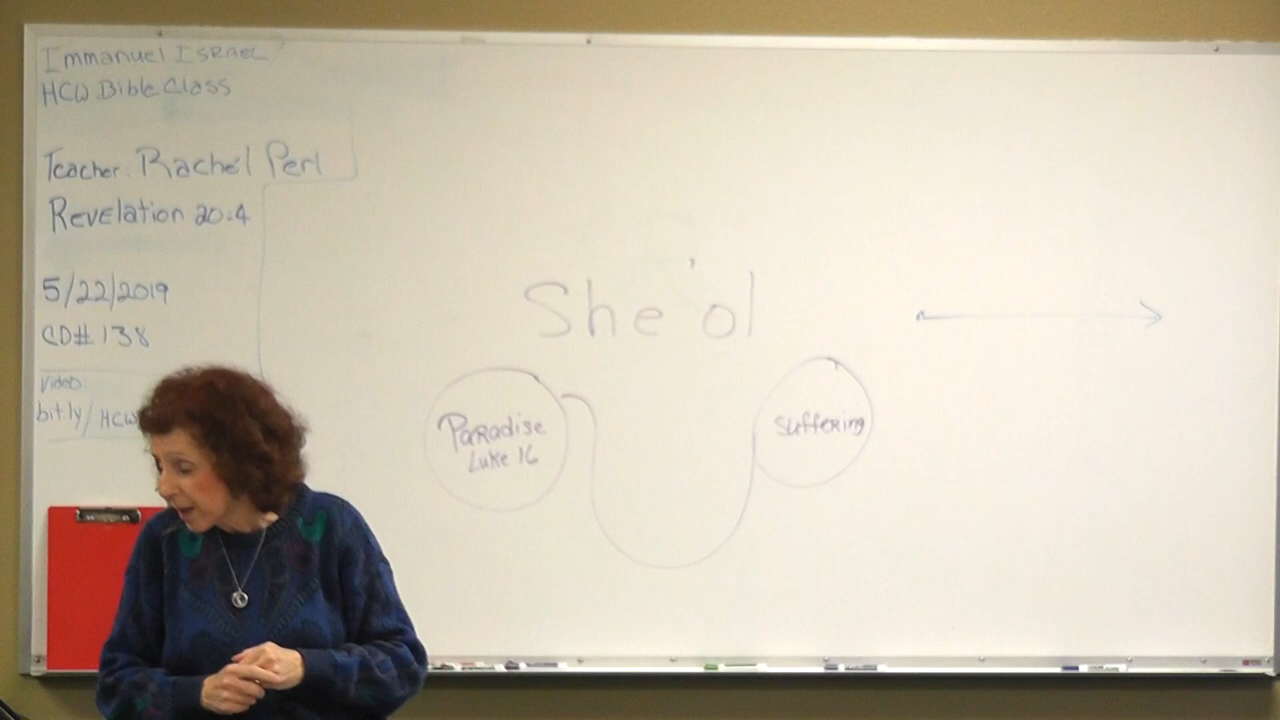 Immanuel ISRAEL
HCW Bible Class
Teacher: Rachel Perl
Revelation 20:4
5/22/2019
CD# 138
Video:
bit.ly/HCW
She'ol
Paradise
Luke 16
Suffering